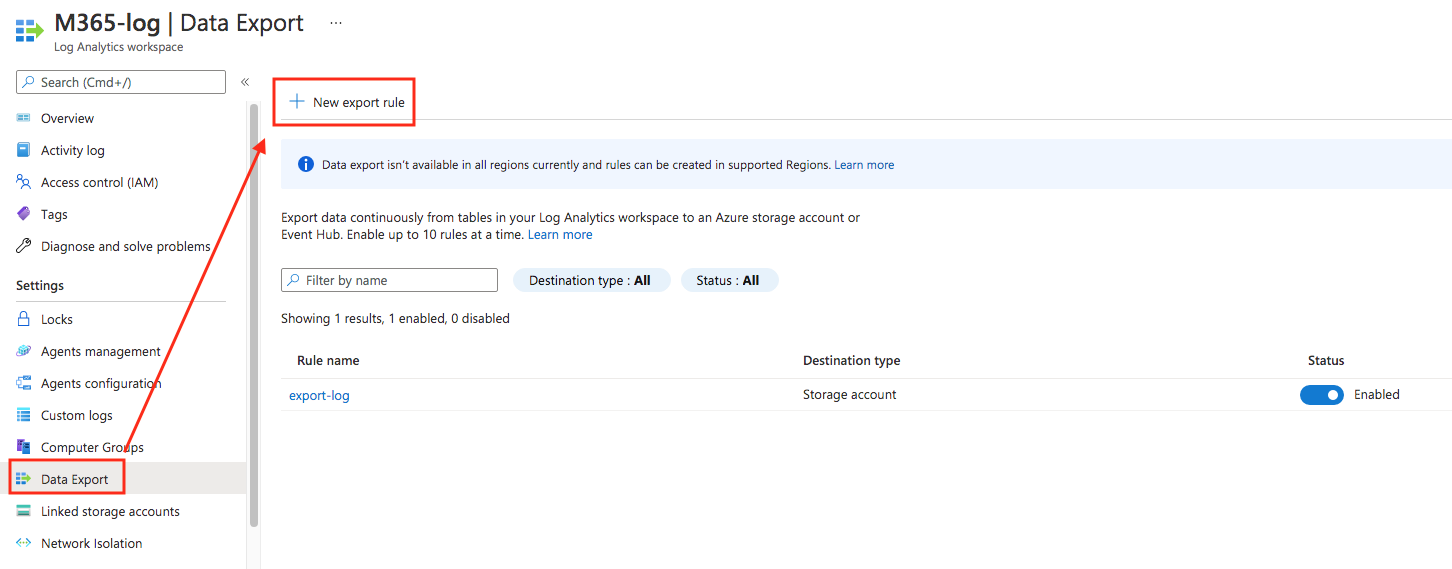 M365-log | Data Export ...
Log Analytics workspace
Search (Cmd+/)
«
Overview
Activity log
Access control (IAM)
Tags
Diagnose and solve problems
Settings
Locks
Agents management
Agents configuration
Custom logs
Computer Groups
Data Export
Linked storage accounts
Network Isolation
New export rule
Data export isn't available in all regions currently and rules can be created in supported Regions. Learn more
Export data continuously from tables in your Log Analytics workspace to an Azure storage account or
Event Hub. Enable up to 10 rules at a time. Learn more
Filter by name
Destination type : All
Status : All
Showing 1 results, 1 enabled, 0 disabled
Rule name Destination type Status
export-log Storage account Enabled